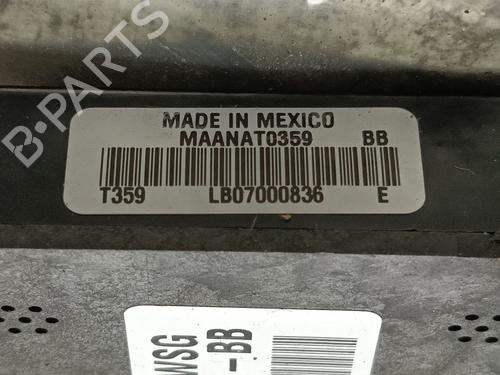 MADE IN MEXICO
MAANAT0359 BB
T359 LB07000836 E
WSG
-BB
B-PARTS